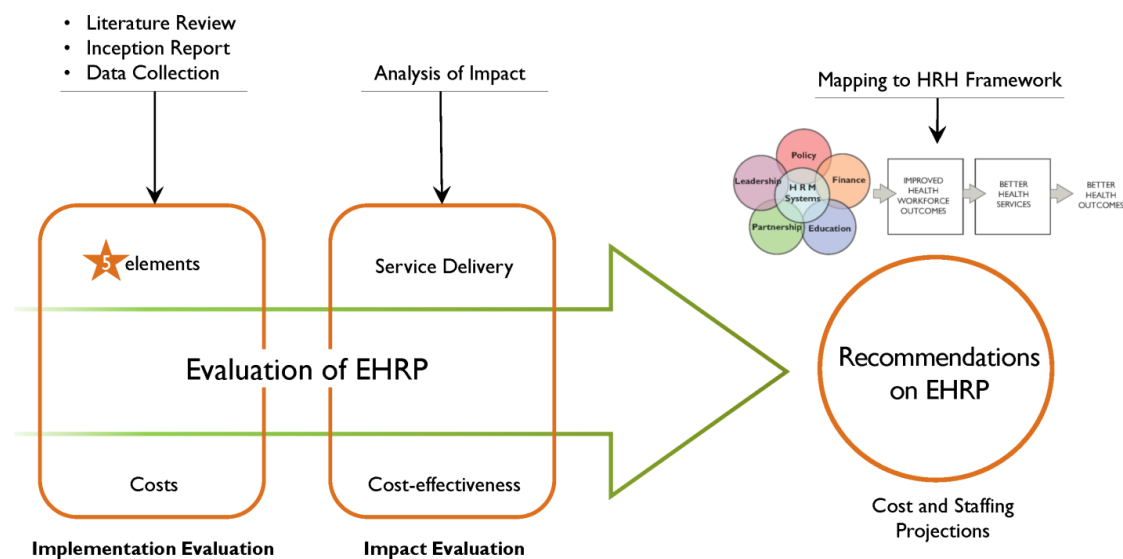 • Literature Review
• Inception Report
• Data Collection
Analysis of Impact
Mapping to HRH Framework
Policy
Leadership
Finance
H R M
Systems
Partnership
Education
IMPROVED
HEALTH
WORKFORCE
OUTCOMES
BETTER
HEALTH
SERVICES
BETTER
HEALTH
OUTCOMES
5 elements
Service Delivery
Evaluation of EHRP
Recommendations
on EHRP
Costs
Cost-effectiveness
Cost and Staffing
Projections
Implementation Evaluation
Impact Evaluation